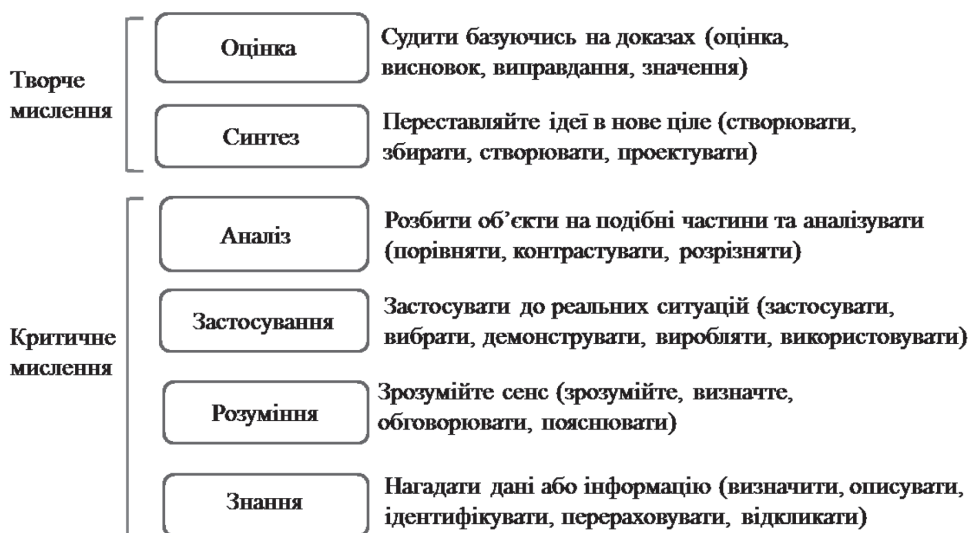 Творче
мислення
Оцінка
Судити базуючись на доказах (оцінка,
висновок, виправдання, значення)
Синтез
Переставляйте ідеї в нове ціле (створювати,
збирати, створювати, проектувати)
Критичне
мислення
Аналіз
Розбити об’єкти на подібні частини та аналізувати
(порівняти, контрастувати, розрізняти)
Застосування
Застосувати до реальних ситуацій (застосувати,
вибрати, демонструвати, виробляти, використовувати)
Розуміння
Зрозумійте сенс (зрозумійте, визначте,
обговорювати, пояснювати)
Знання
Нагадати дані або інформацію (визначити, описувати,
ідентифікувати, перераховувати, відкликати)